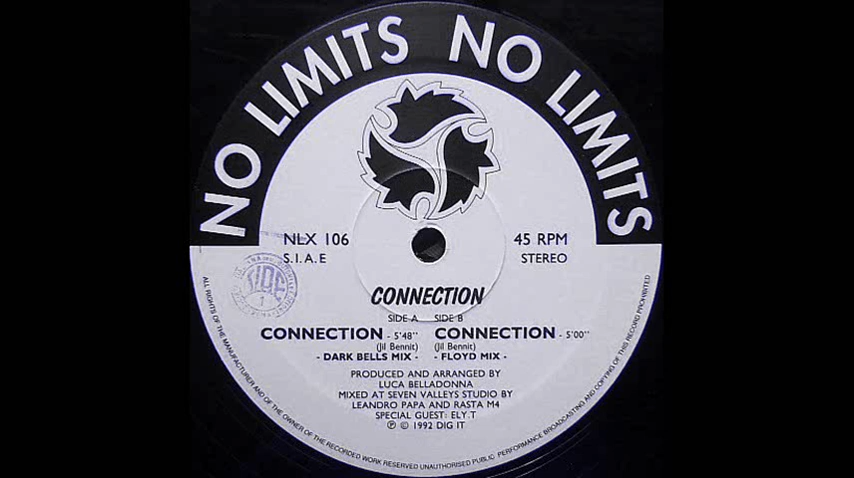 NO LIMITS NO LIMITS
NLX 106
45 RPM
S.I.A.E
STEREO
CONNECTION
SIDE A SIDE B
CONNECTION - 5'48" CONNECTION - 5'00"
(Jil Bennit) (Jil Bennit)
- DARK BELLS MIX - - FLOYD MIX -
PRODUCED AND ARRANGED BY
LUCA BELLADONNA
MIXED AT SEVEN VALLEYS STUDIO BY
LEANDRO PAPA AND RASTA M4
SPECIAL GUEST: ELY.T
℗ © 1992 DIG IT
ALL RIGHTS OF THE MANUFACTURER AND OF THE OWNER OF THE RECORDED WORK RESERVED UNAUTHORISED PUBLIC PERFORMANCE BROADCASTING AND COPYING OF THIS RECORD PROHIBITED